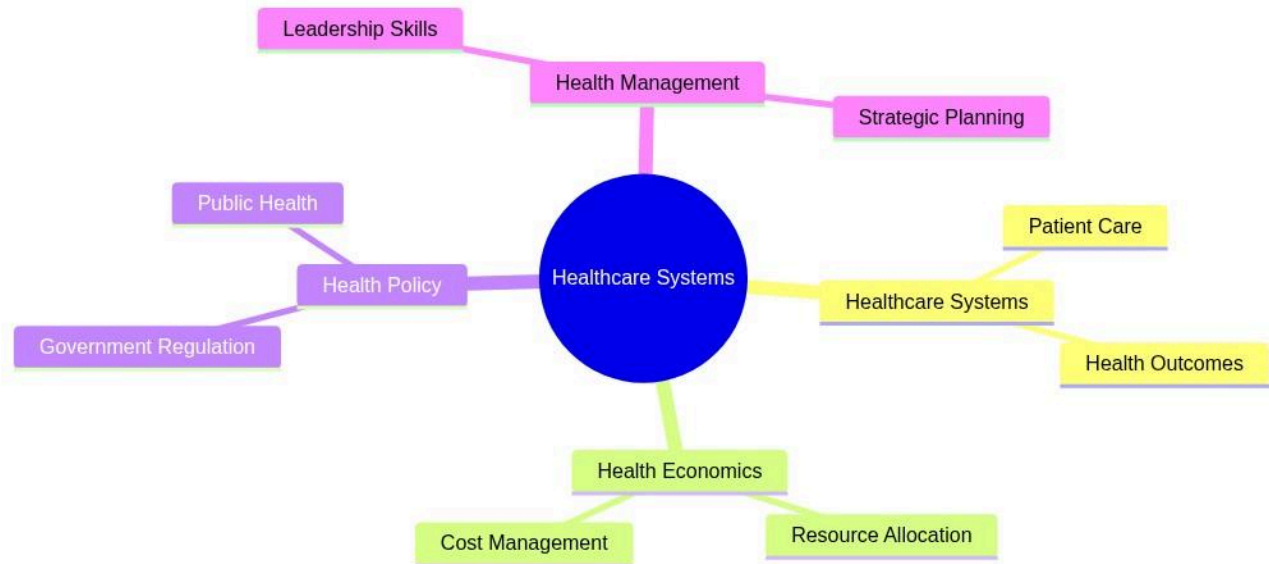 Leadership Skills
Health Management
Strategic Planning
Public Health
Patient Care
Health Policy
Healthcare Systems
Healthcare Systems
Government Regulation
Health Outcomes
Health Economics
Cost Management
Resource Allocation